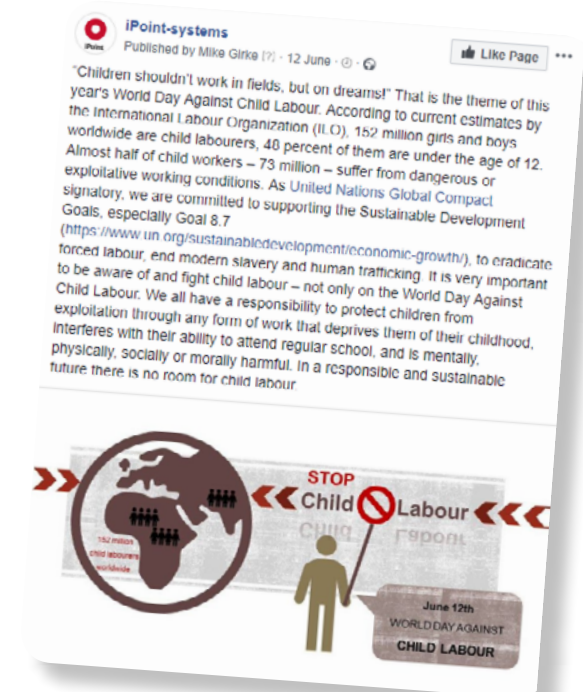 iPoint-systems
Published by Mike Girke [?] · 12 June ·
iPoint
Like Page
"Children shouldn't work in fields, but on dreams!" That is the theme of this
year's World Day Against Child Labour. According to current estimates by
the International Labour Organization (ILO), 152 million girls and boys
worldwide are child labourers, 48 percent of them are under the age of 12.
Almost half of child workers – 73 million – suffer from dangerous or
exploitative working conditions. As United Nations Global Compact
signatory, we are committed to supporting the Sustainable Development
Goals, especially Goal 8.7
(https://www.un.org/sustainabledevelopment/economic-growth/), to eradicate
forced labour, end modern slavery and human trafficking. It is very important
to be aware of and fight child labour – not only on the World Day Against
Child Labour. We all have a responsibility to protect children from
exploitation through any form of work that deprives them of their childhood,
interferes with their ability to attend regular school, and is mentally,
physically, socially or morally harmful. In a responsible and sustainable
future there is no room for child labour.
STOP
Child Labour
152 million
child labourers
worldwide
June 12th
WORLD DAY AGAINST
CHILD LABOUR